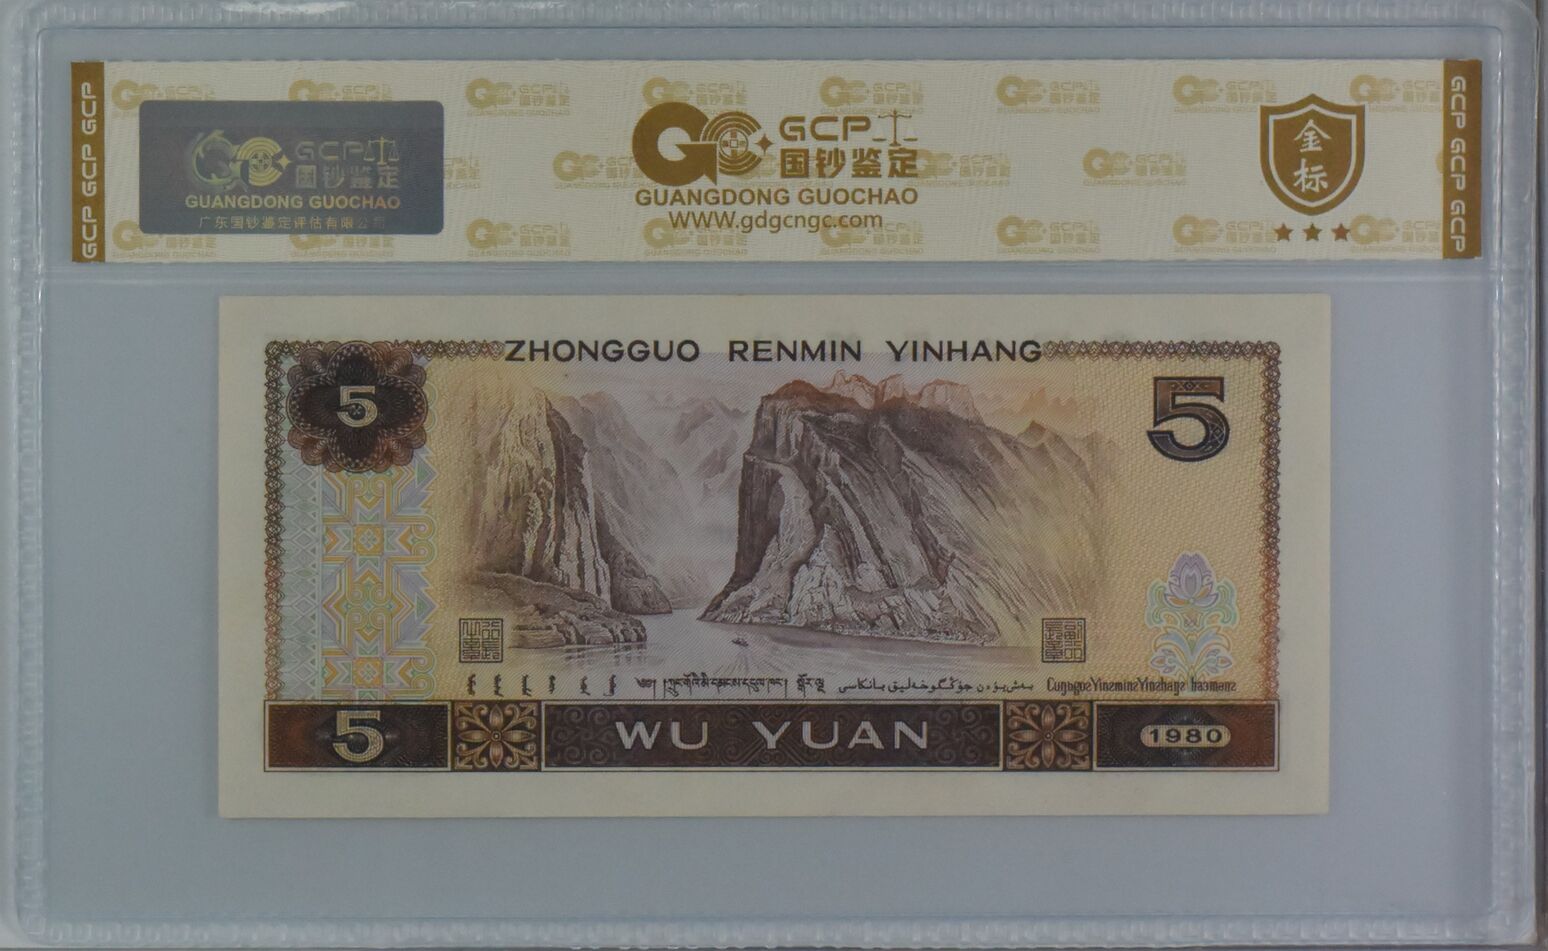 GCP GCP GCP
GCP
国钞鉴定
GUANGDONG GUOCHAO
广东国钞鉴定评估有限公司
GCP
国钞鉴定
GUANGDONG GUOCHAO
WWW.gdgcngc.com
金标
GCP GCP GCP
ZHONGGUO RENMIN YINHANG
5
5
5
WU YUAN
1980